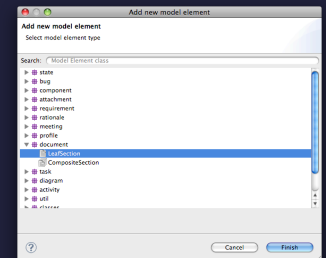 Add new model element
Add new model element
Select model element type
Search: Model Element class
state
bug
component
attachment
requirement
rationale
meeting
profile
document
LeafSection
CompositeSection
task
diagram
activity
util
classes
?
Cancel
Finish